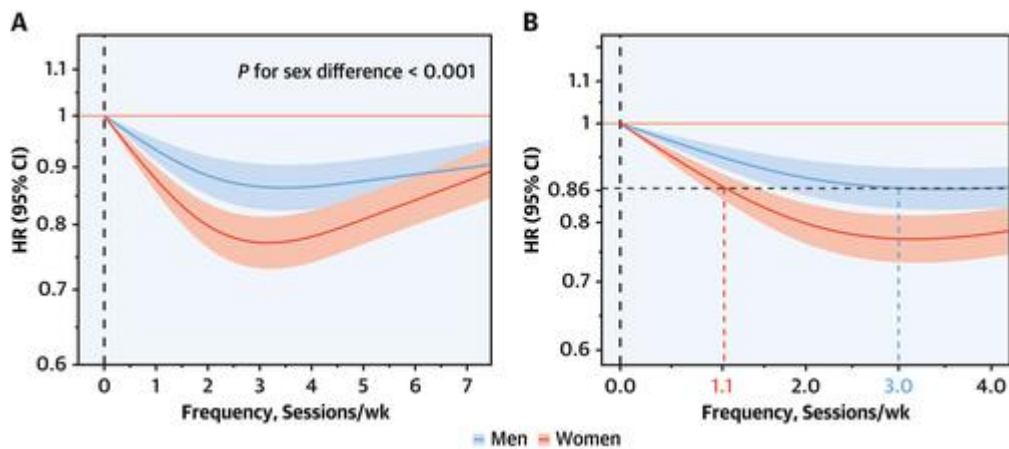 A
P for sex difference < 0.001
HR (95% CI)
1.1
1
0.9
0.8
0.7
0.6
0 1 2 3 4 5 6 7
Frequency, Sessions/wk
B
HR (95% CI)
1.1
1
0.86
0.8
0.7
0.6
0.0 1.1 2.0 3.0 4.0
Frequency, Sessions/wk
Men Women